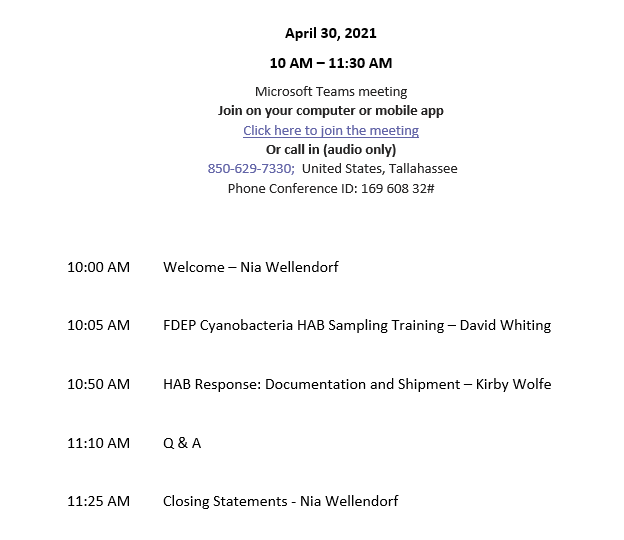 April 30, 2021
10 AM – 11:30 AM
Microsoft Teams meeting
Join on your computer or mobile app
Click here to join the meeting
Or call in (audio only)
850-629-7330;  United States, Tallahassee
Phone Conference ID: 169 608 32#
10:00 AM Welcome – Nia Wellendorf
10:05 AM FDEP Cyanobacteria HAB Sampling Training – David Whiting
10:50 AM HAB Response: Documentation and Shipment – Kirby Wolfe
11:10 AM Q & A
11:25 AM Closing Statements - Nia Wellendorf